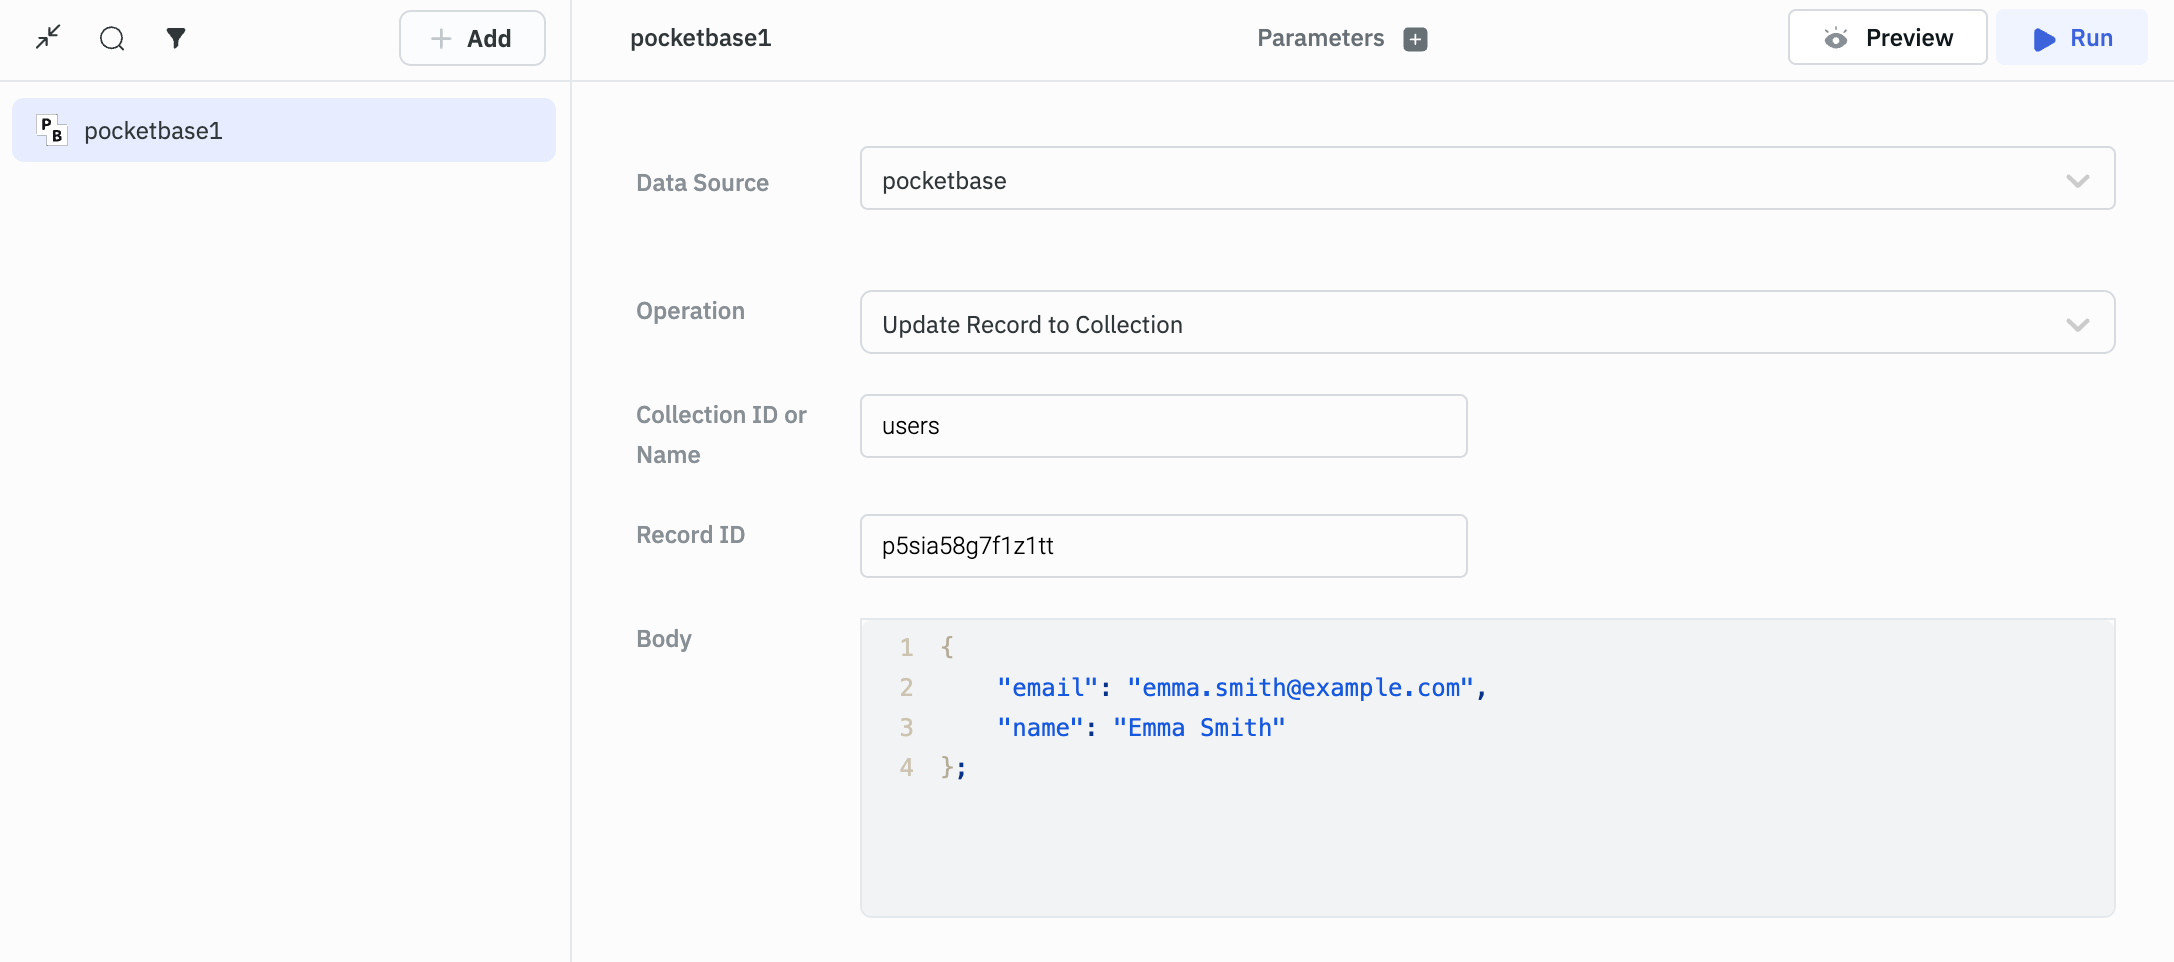 Add
pocketbase1
Parameters
Preview
Run
P
B
pocketbase1
Data Source
pocketbase
Operation
Update Record to Collection
Collection ID or
Name
users
Record ID
p5sia58g7f1z1tt
Body
1 {
2 "email": "emma.smith@example.com",
3 "name": "Emma Smith"
4 };